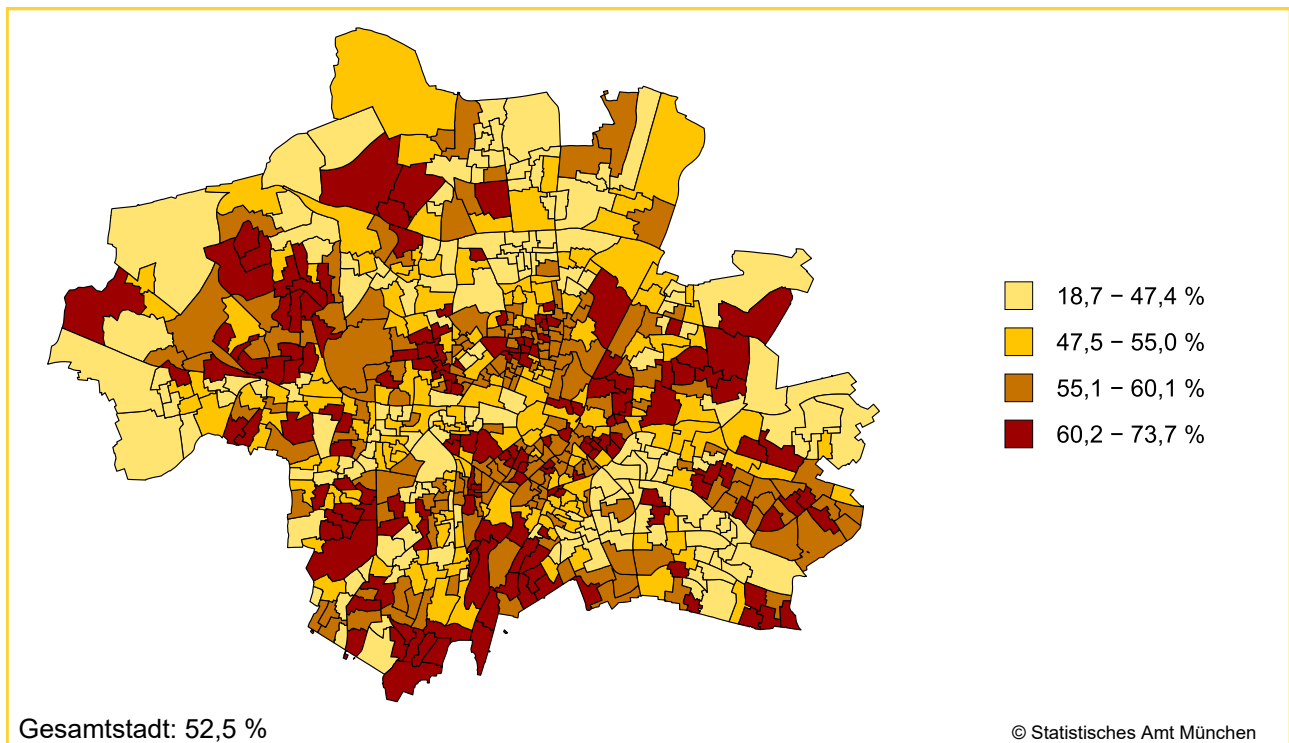 18,7 – 47,4 %
47,5 – 55,0 %
55,1 – 60,1 %
60,2 – 73,7 %
Gesamtstadt: 52,5 %
© Statistisches Amt München